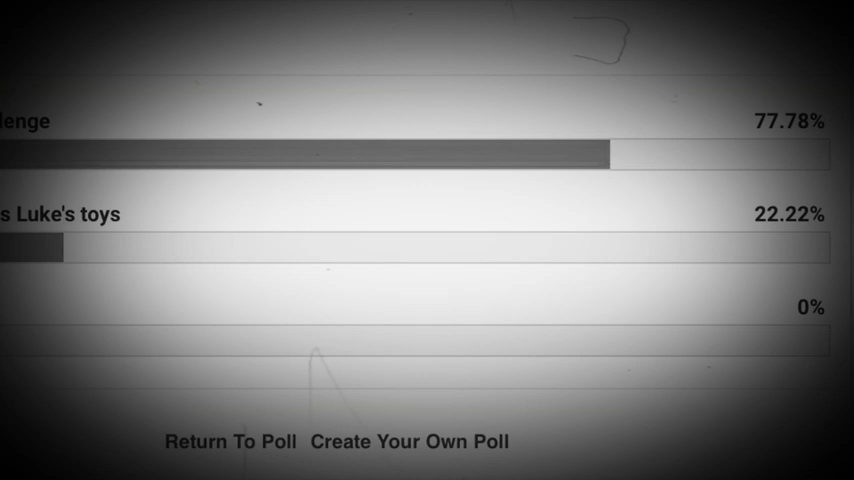 lenge
77.78%
s Luke's toys
22.22%
0%
Return To Poll Create Your Own Poll